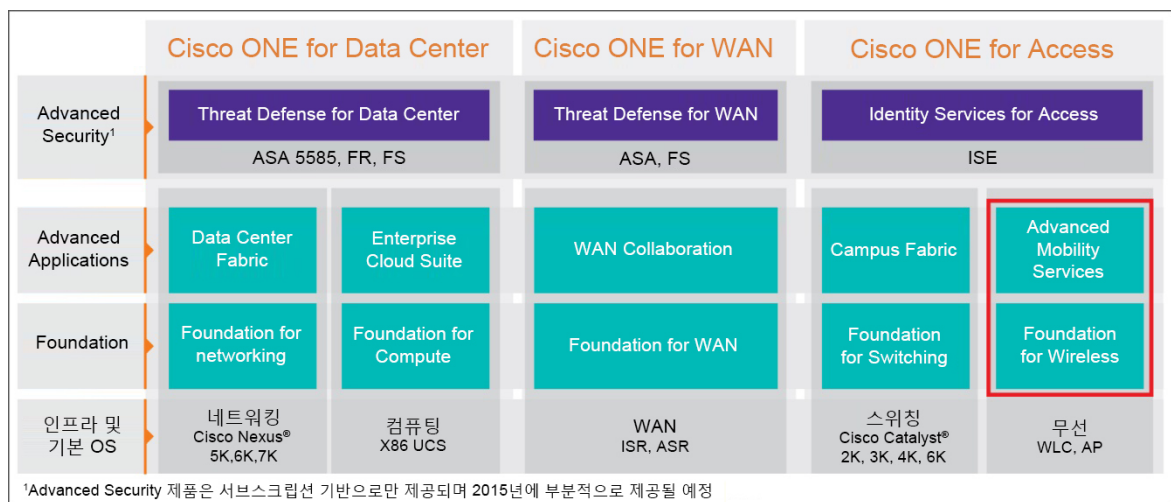 Cisco ONE for Data Center
Cisco ONE for WAN
Cisco ONE for Access
Advanced
Security¹
Threat Defense for Data Center
ASA 5585, FR, FS
Threat Defense for WAN
ASA, FS
Identity Services for Access
ISE
Advanced
Applications
Data Center
Fabric
Enterprise
Cloud Suite
WAN Collaboration
Campus Fabric
Advanced
Mobility
Services
Foundation
Foundation for
networking
Foundation for
Compute
Foundation for WAN
Foundation
for Switching
Foundation
for Wireless
인프라 및
기본 OS
네트워킹
Cisco Nexus®
5K,6K,7K
컴퓨팅
X86 UCS
WAN
ISR, ASR
스위칭
Cisco Catalyst®
2K, 3K, 4K, 6K
무선
WLC, AP
¹Advanced Security 제품은 서브스크립션 기반으로만 제공되며 2015년에 부분적으로 제공될 예정